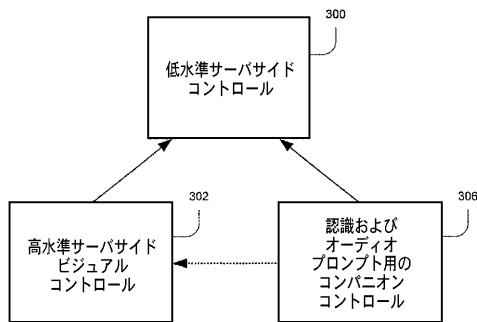 300
低水準サーバサイド
コントロール
302
高水準サーバサイド
ビジュアル
コントロール
306
認識および
オーディオ
プロンプト用の
コンパニオン
コントロール